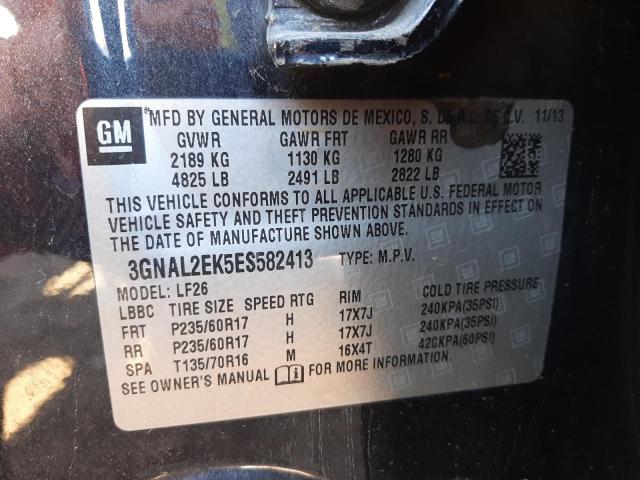 GM
MFD BY GENERAL MOTORS DE MEXICO, S. DE R.L. DE C.V. 11/13
GVWR GAWR FRT GAWR RR
2189 KG 1130 KG 1280 KG
4825 LB 2491 LB 2822 LB
THIS VEHICLE CONFORMS TO ALL APPLICABLE U.S. FEDERAL MOTOR
VEHICLE SAFETY AND THEFT PREVENTION STANDARDS IN EFFECT ON
THE DATE OF MANUFACTURE SHOWN ABOVE.
3GNAL2EK5ES582413 TYPE: M.P.V.
MODEL: LF26
LBBC TIRE SIZE SPEED RTG RIM COLD TIRE PRESSURE
FRT P235/60R17 H 17X7J 240KPA(35PSI)
RR P235/60R17 H 17X7J 240KPA(35PSI)
SPA T135/70R16 M 16X4T 420KPA(60PSI)
SEE OWNER'S MANUAL FOR MORE INFORMATION.